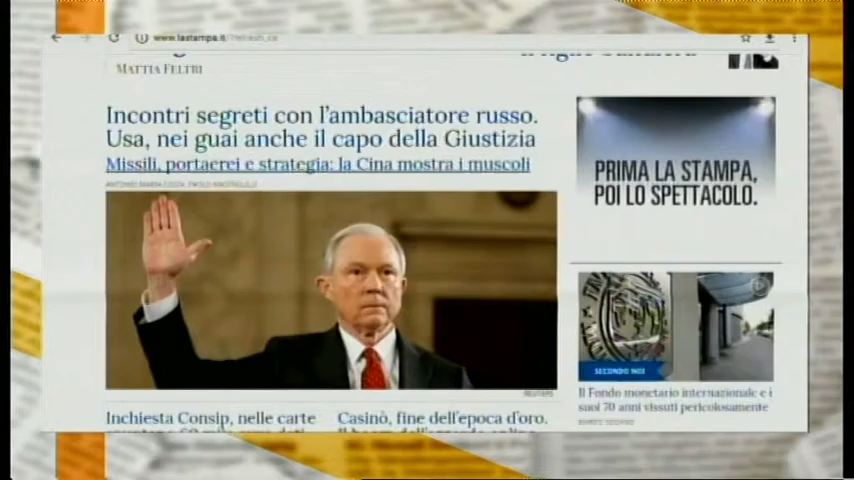 www.lastampa.it/?refresh_ce
MATTIA FELTRI
Incontri segreti con l'ambasciatore russo.
Usa, nei guai anche il capo della Giustizia
Missili, portaerei e strategia: la Cina mostra i muscoli
PRIMA LA STAMPA,
POI LO SPETTACOLO.
REUTERS
SECONDO NOI
Il Fondo monetario internazionale e i
suoi 70 anni vissuti pericolosamente
Inchiesta Consip, nelle carte
Casinò, fine dell'epoca d'oro.